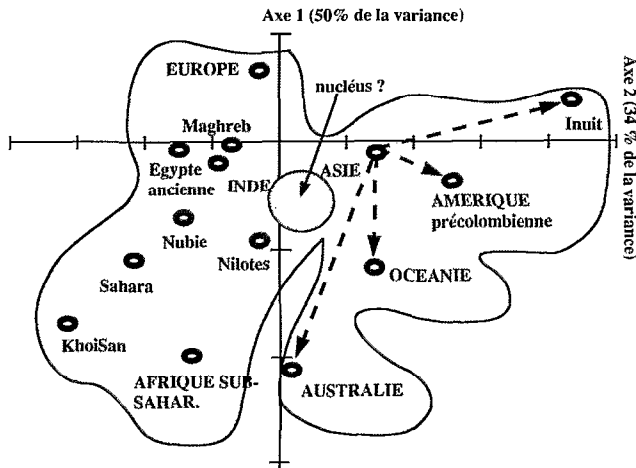 Axe 1 (50% de la variance)
Axe 2 (34% de la variance)
EUROPE
nucléus ?
Inuit
Maghreb
Egypte
ancienne
INDE
ASIE
AMERIQUE
précolombienne
Nubie
Nilotes
Sahara
OCEANIE
KhoiSan
AFRIQUE SUB-
SAHAR.
AUSTRALIE